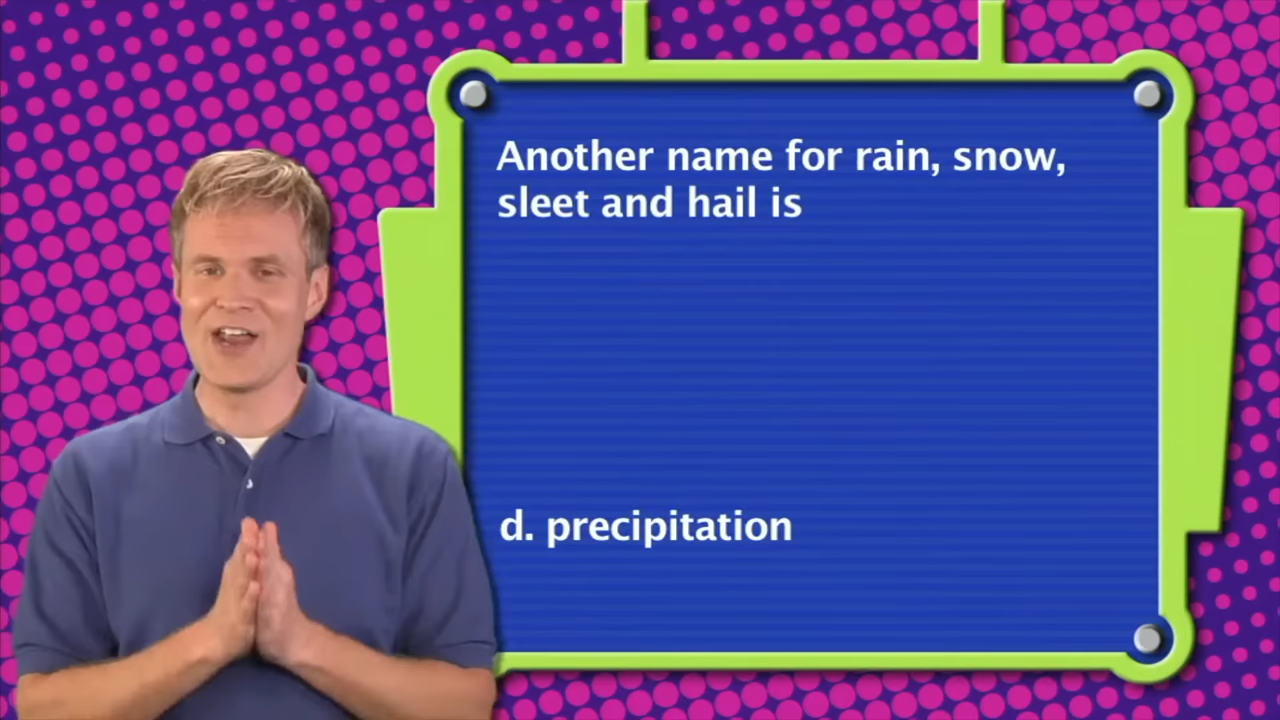 Another name for rain, snow,
sleet and hail is
d. precipitation